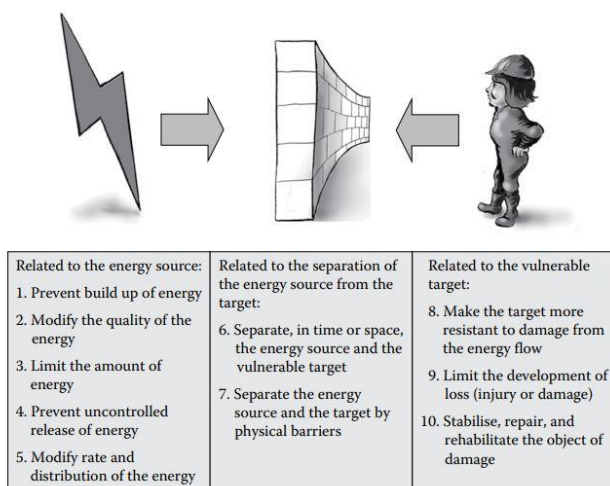 Related to the energy source:
1. Prevent build up of energy
2. Modify the quality of the
energy
3. Limit the amount of
energy
4. Prevent uncontrolled
release of energy
5. Modify rate and
distribution of the energy
Related to the separation of
the energy source from the
target:
6. Separate, in time or space,
the energy source and the
vulnerable target
7. Separate the energy
source and the target by
physical barriers
Related to the vulnerable
target:
8. Make the target more
resistant to damage from
the energy flow
9. Limit the development of
loss (injury or damage)
10. Stabilise, repair, and
rehabilitate the object of
damage